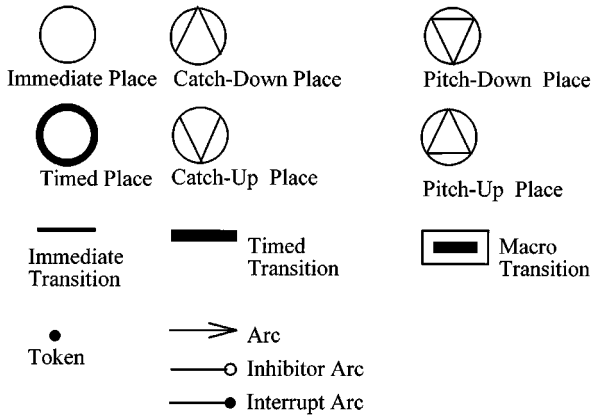 Immediate Place
Catch-Down Place
Pitch-Down Place
Timed Place
Catch-Up Place
Pitch-Up Place
Immediate
Transition
Timed
Transition
Macro
Transition
Token
Arc
Inhibitor Arc
Interrupt Arc